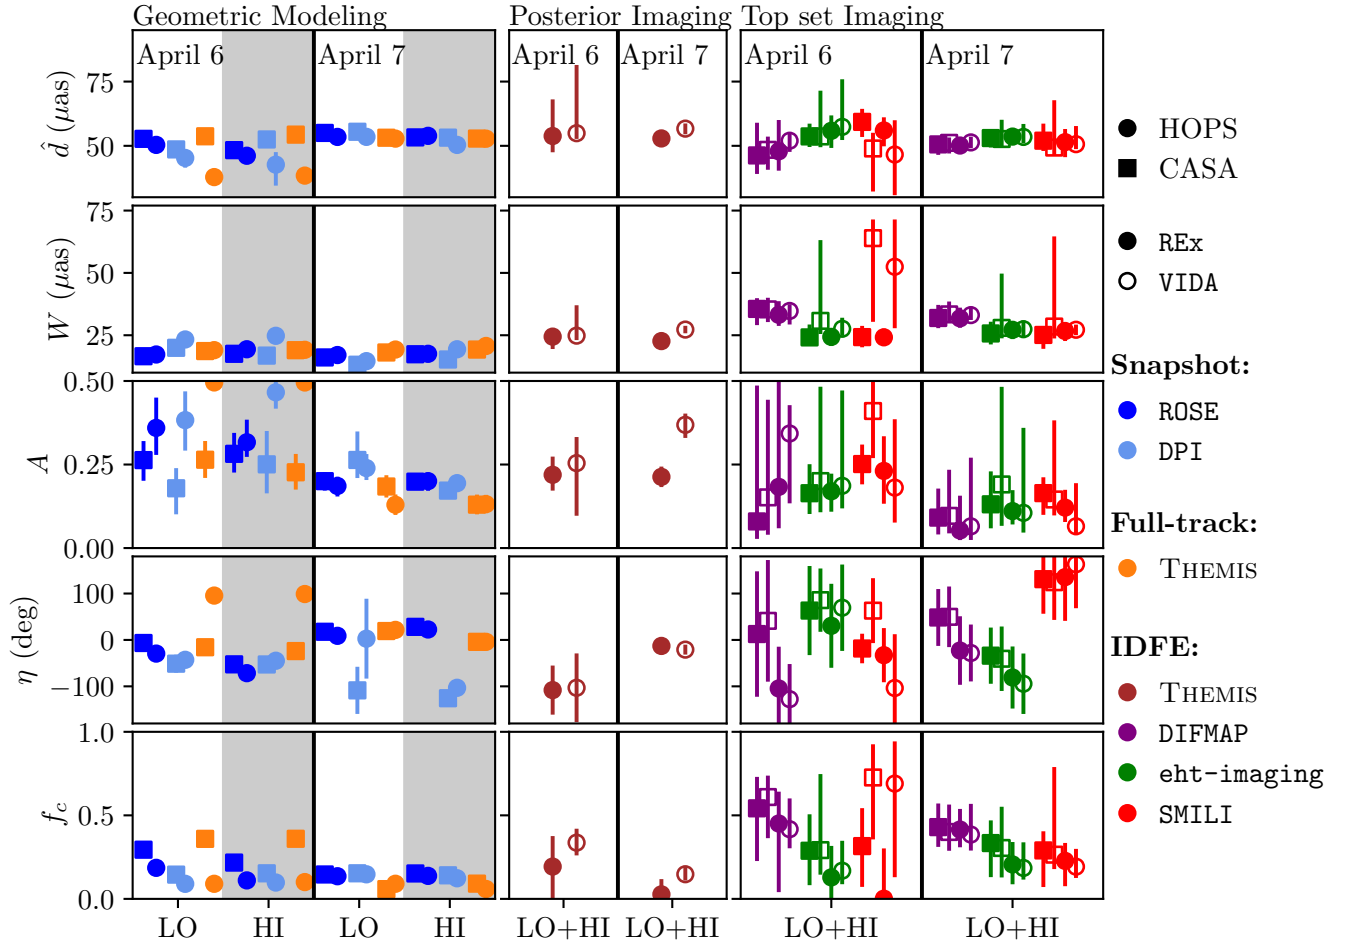 Geometric Modeling
Posterior Imaging
Top set Imaging
April 6
April 7
April 6
April 7
April 6
April 7
d̂ (μas)
75
50
W (μas)
75
50
25
A
0.50
0.25
0.00
η (deg)
100
0
−100
f_c
1.0
0.5
0.0
LO
HI
LO
HI
LO+HI
LO+HI
LO+HI
LO+HI
HOPS
CASA
REx
VIDA
Snapshot:
ROSE
DPI
Full-track:
THEMIS
IDFE:
THEMIS
DIFMAP
eht-imaging
SMILI